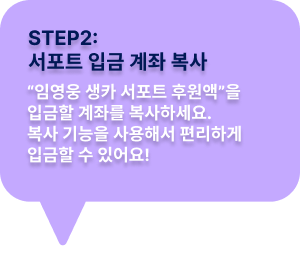 STEP2:
서포트 입금 계좌 복사
“임영웅 생카 서포트 후원액”을
입금할 계좌를 복사하세요.
복사 기능을 사용해서 편리하게
입금할 수 있어요!